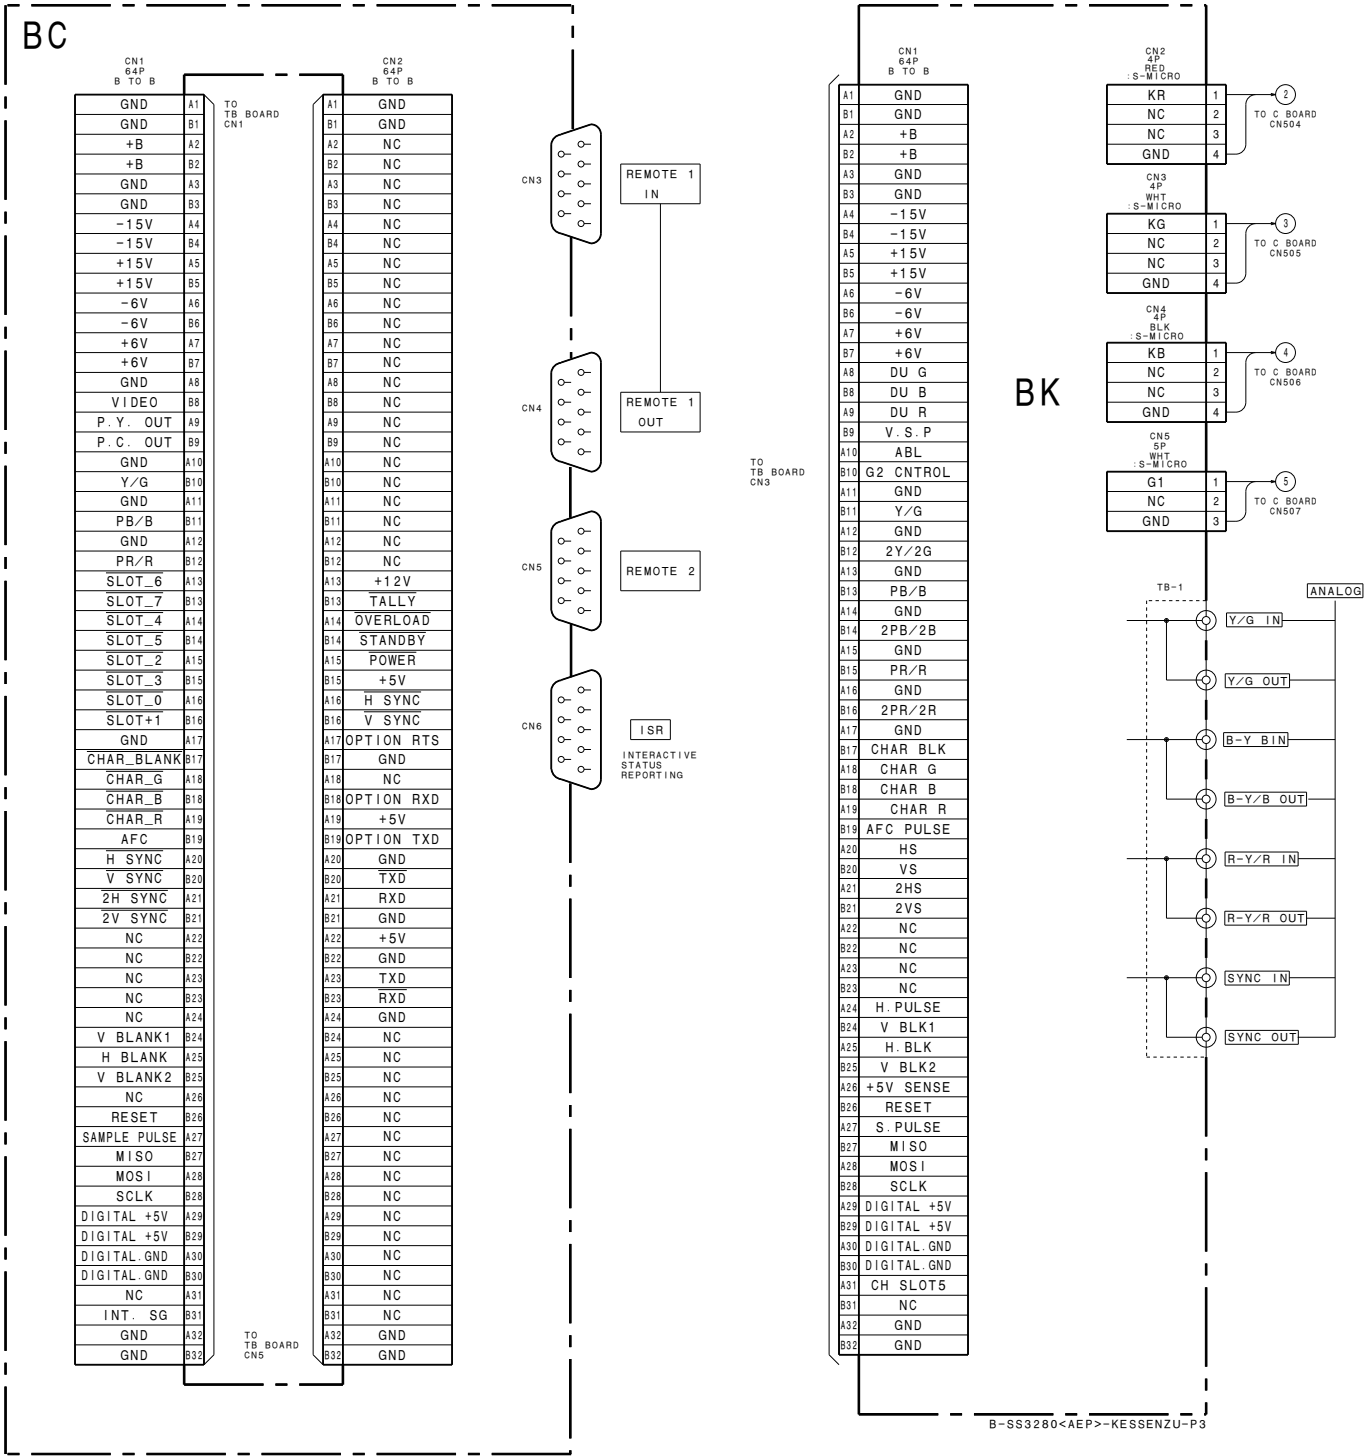 BC
CN1
64P
B TO B
GND A1
GND B1
+B A2
+B B2
GND A3
GND B3
-15V A4
-15V B4
+15V A5
+15V B5
-6V A6
-6V B6
+6V A7
+6V B7
GND A8
VIDEO B8
P.Y. OUT A9
P.C. OUT B9
GND A10
Y/G B10
GND A11
PB/B B11
GND A12
PR/R B12
SLOT_6 A13
SLOT_7 B13
SLOT_4 A14
SLOT_5 B14
SLOT_2 A15
SLOT_3 B15
SLOT_0 A16
SLOT+1 B16
GND A17
CHAR_BLANK B17
CHAR_G A18
CHAR_B B18
CHAR_R A19
AFC B19
H SYNC A20
V SYNC B20
2H SYNC A21
2V SYNC B21
NC A22
NC B22
NC A23
NC B23
NC A24
V BLANK1 B24
H BLANK A25
V BLANK2 B25
NC A26
RESET B26
SAMPLE PULSE A27
MISO B27
MOSI A28
SCLK B28
DIGITAL +5V A29
DIGITAL +5V B29
DIGITAL.GND A30
DIGITAL.GND B30
NC A31
INT. SG B31
GND A32
GND B32
TO
TB BOARD
CN1
TO
TB BOARD
CN5
CN2
64P
B TO B
A1 GND
B1 GND
A2 NC
B2 NC
A3 NC
B3 NC
A4 NC
B4 NC
A5 NC
B5 NC
A6 NC
B6 NC
A7 NC
B7 NC
A8 NC
B8 NC
A9 NC
B9 NC
A10 NC
B10 NC
A11 NC
B11 NC
A12 NC
B12 NC
A13 +12V
B13 TALLY
A14 OVERLOAD
B14 STANDBY
A15 POWER
B15 +5V
A16 H SYNC
B16 V SYNC
A17 OPTION RTS
B17 GND
A18 NC
B18 OPTION RXD
A19 +5V
B19 OPTION TXD
A20 GND
B20 TXD
A21 RXD
B21 GND
A22 +5V
B22 GND
A23 TXD
B23 RXD
A24 GND
B24 NC
A25 NC
B25 NC
A26 NC
B26 NC
A27 NC
B27 NC
A28 NC
B28 NC
A29 NC
B29 NC
A30 NC
B30 NC
A31 NC
B31 NC
A32 GND
B32 GND
CN3
REMOTE 1
IN
CN4
REMOTE 1
OUT
CN5
REMOTE 2
CN6
ISR
INTERACTIVE
STATUS
REPORTING
TO
TB BOARD
CN3
CN1
64P
B TO B
A1 GND
B1 GND
A2 +B
B2 +B
A3 GND
B3 GND
A4 -15V
B4 -15V
A5 +15V
B5 +15V
A6 -6V
B6 -6V
A7 +6V
B7 +6V
A8 DU G
B8 DU B
A9 DU R
B9 V.S.P
A10 ABL
B10 G2 CNTROL
A11 GND
B11 Y/G
A12 GND
B12 2Y/2G
A13 GND
B13 PB/B
A14 GND
B14 2PB/2B
A15 GND
B15 PR/R
A16 GND
B16 2PR/2R
A17 GND
B17 CHAR BLK
A18 CHAR G
B18 CHAR B
A19 CHAR R
B19 AFC PULSE
A20 HS
B20 VS
A21 2HS
B21 2VS
A22 NC
B22 NC
A23 NC
B23 NC
A24 H.PULSE
B24 V BLK1
A25 H.BLK
B25 V BLK2
A26 +5V SENSE
B26 RESET
A27 S.PULSE
B27 MISO
A28 MOSI
B28 SCLK
A29 DIGITAL +5V
B29 DIGITAL +5V
A30 DIGITAL.GND
B30 DIGITAL.GND
A31 CH SLOT5
B31 NC
A32 GND
B32 GND
BK
CN2
4P
RED
:S-MICRO
KR 1
NC 2
NC 3
GND 4
2
TO C BOARD
CN504
CN3
4P
WHT
:S-MICRO
KG 1
NC 2
NC 3
GND 4
3
TO C BOARD
CN505
CN4
4P
BLK
:S-MICRO
KB 1
NC 2
NC 3
GND 4
4
TO C BOARD
CN506
CN5
5P
WHT
:S-MICRO
G1 1
NC 2
GND 3
5
TO C BOARD
CN507
TB-1
ANALOG
Y/G IN
Y/G OUT
B-Y BIN
B-Y/B OUT
R-Y/R IN
R-Y/R OUT
SYNC IN
SYNC OUT
B-SS3280<AEP>-KESSENZU-P3